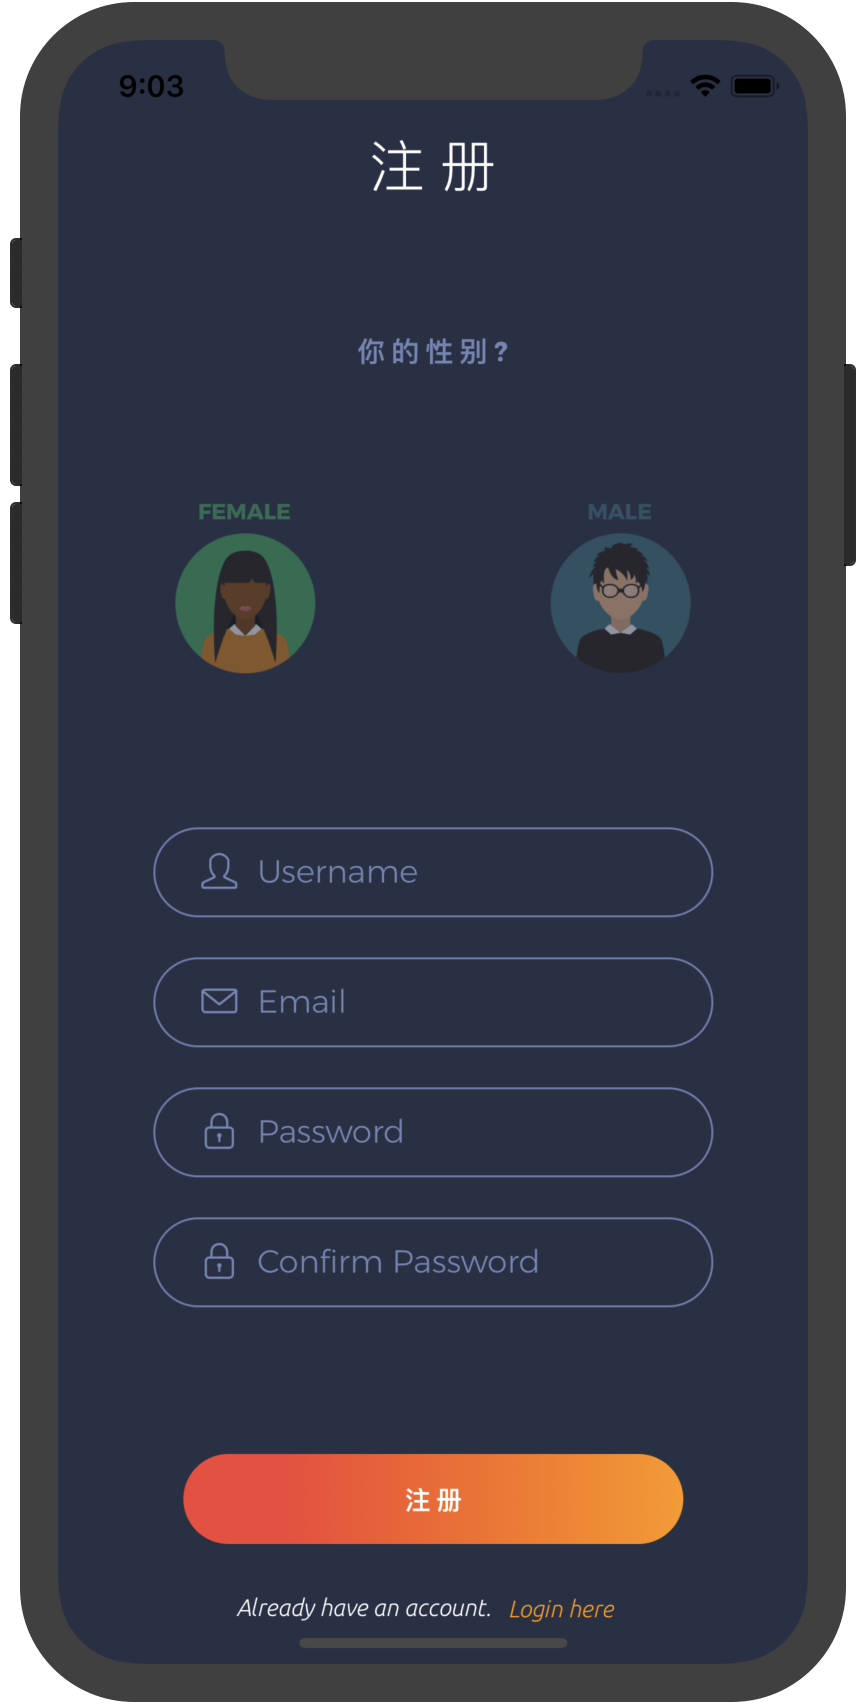 9:03
注册
你的性别?
FEMALE MALE
Username
Email
Password
Confirm Password
注册
Already have an account. Login here